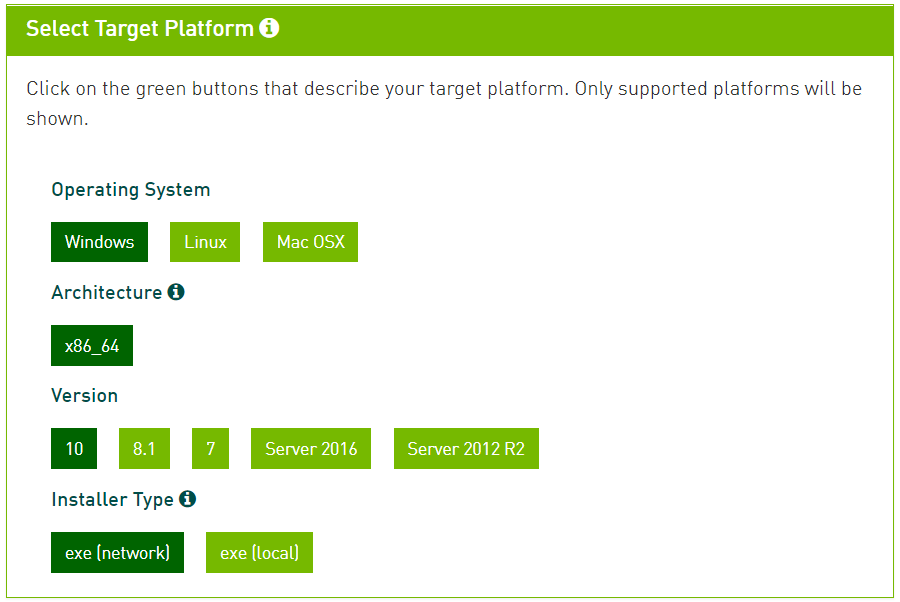 Select Target Platform
Click on the green buttons that describe your target platform. Only supported platforms will be
shown.
Operating System
Windows Linux Mac OSX
Architecture
x86_64
Version
10 8.1 7 Server 2016 Server 2012 R2
Installer Type
exe (network) exe (local)